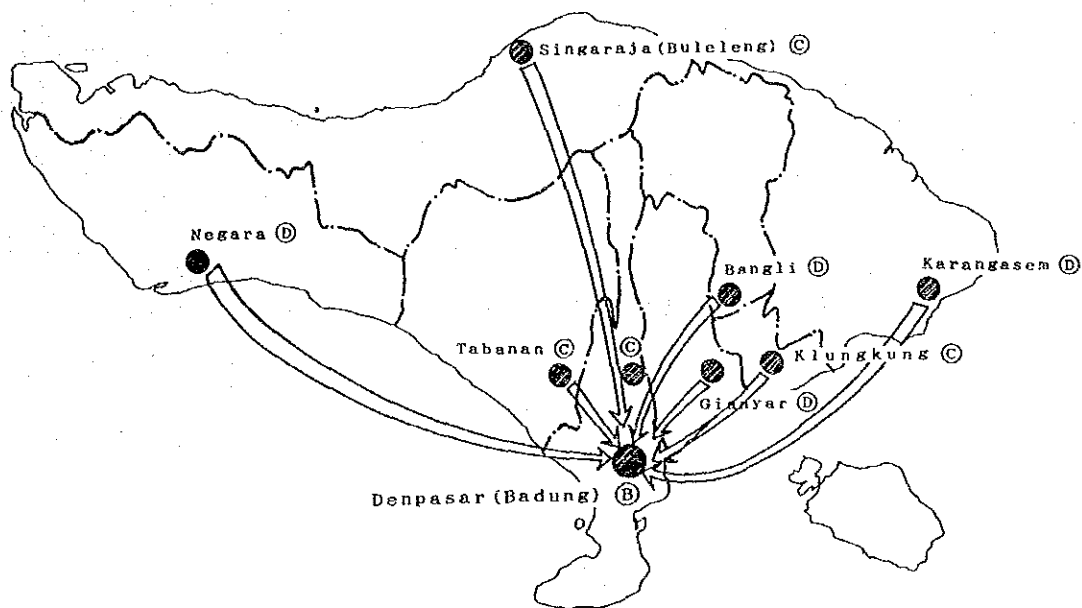 Singaraja (Buleleng) Ⓒ
Negara Ⓓ
Bangli Ⓓ
Karangasem Ⓓ
Tabanan Ⓒ
Ⓒ
Klungkung Ⓒ
Gianyar Ⓓ
Denpasar (Badung) Ⓑ